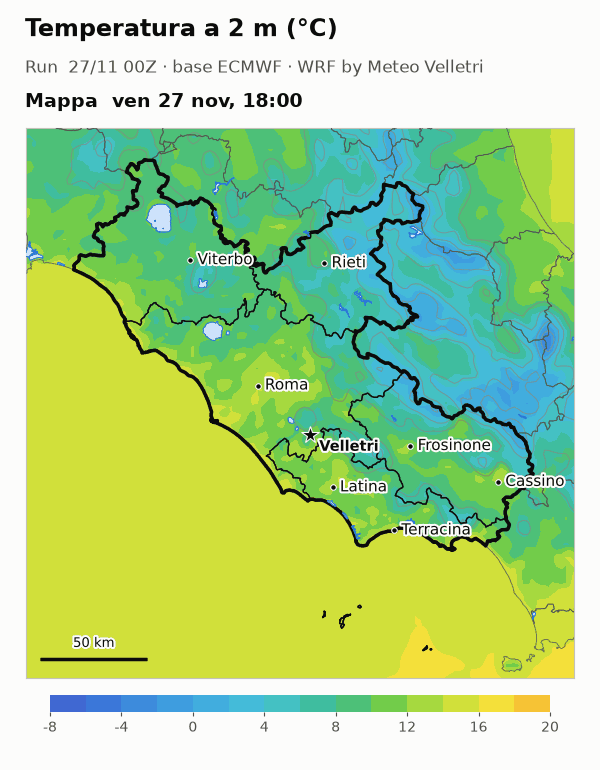 Temperatura a 2 m (°C)
Run  27/11 00Z · base ECMWF · WRF by Meteo Velletri
Mappa  ven 27 nov, 18:00
Viterbo
Rieti
Roma
Velletri
Frosinone
Cassino
Latina
Terracina
50 km
-8 -4 0 4 8 12 16 20